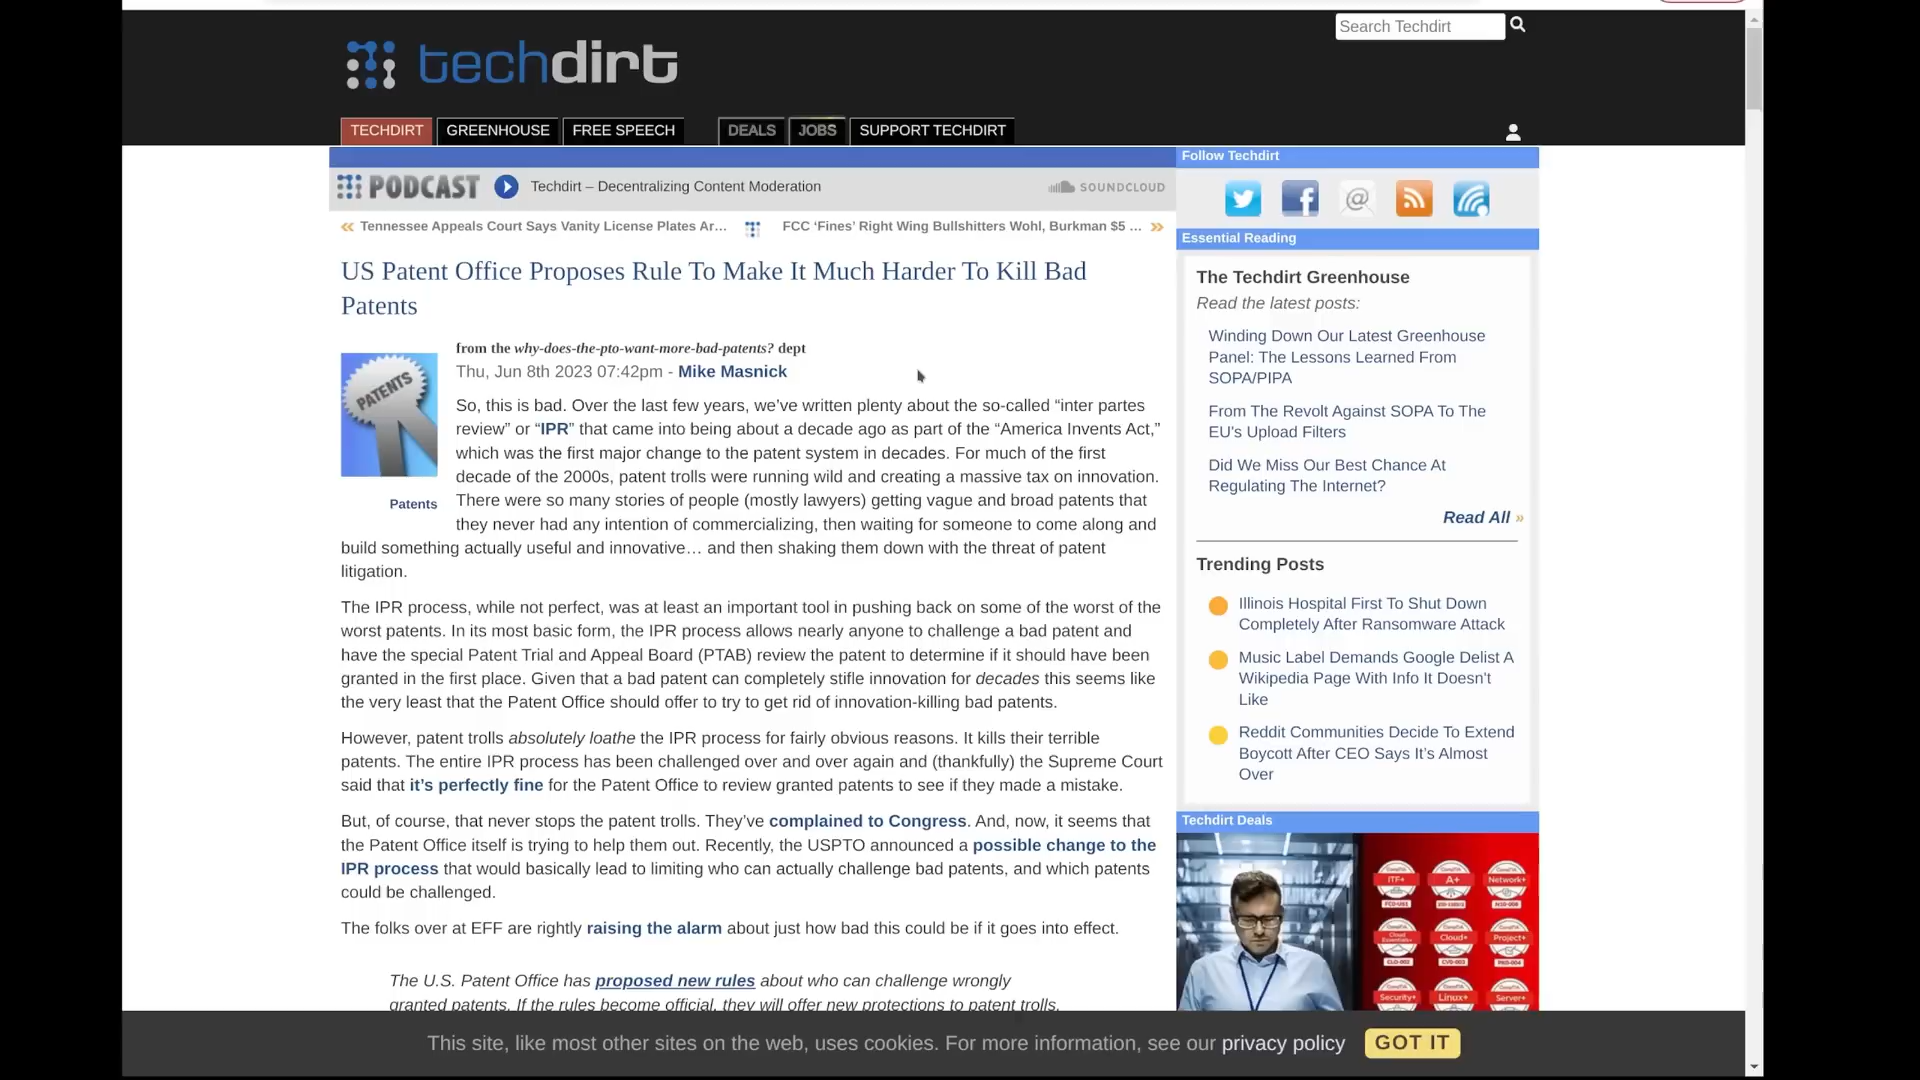 Search Techdirt
techdirt
TECHDIRT GREENHOUSE FREE SPEECH DEALS JOBS SUPPORT TECHDIRT
PODCAST Techdirt – Decentralizing Content Moderation SOUNDCLOUD
« Tennessee Appeals Court Says Vanity License Plates Ar… FCC ‘Fines’ Right Wing Bullshitters Wohl, Burkman $5 … »
US Patent Office Proposes Rule To Make It Much Harder To Kill Bad
Patents
from the why-does-the-pto-want-more-bad-patents? dept
Thu, Jun 8th 2023 07:42pm - Mike Masnick
PATENTS
Patents
So, this is bad. Over the last few years, we’ve written plenty about the so-called “inter partes
review” or “IPR” that came into being about a decade ago as part of the “America Invents Act,”
which was the first major change to the patent system in decades. For much of the first
decade of the 2000s, patent trolls were running wild and creating a massive tax on innovation.
There were so many stories of people (mostly lawyers) getting vague and broad patents that
they never had any intention of commercializing, then waiting for someone to come along and
build something actually useful and innovative… and then shaking them down with the threat of patent
litigation.
The IPR process, while not perfect, was at least an important tool in pushing back on some of the worst of the
worst patents. In its most basic form, the IPR process allows nearly anyone to challenge a bad patent and
have the special Patent Trial and Appeal Board (PTAB) review the patent to determine if it should have been
granted in the first place. Given that a bad patent can completely stifle innovation for decades this seems like
the very least that the Patent Office should offer to try to get rid of innovation-killing bad patents.
However, patent trolls absolutely loathe the IPR process for fairly obvious reasons. It kills their terrible
patents. The entire IPR process has been challenged over and over again and (thankfully) the Supreme Court
said that it’s perfectly fine for the Patent Office to review granted patents to see if they made a mistake.
But, of course, that never stops the patent trolls. They’ve complained to Congress. And, now, it seems that
the Patent Office itself is trying to help them out. Recently, the USPTO announced a possible change to the
IPR process that would basically lead to limiting who can actually challenge bad patents, and which patents
could be challenged.
The folks over at EFF are rightly raising the alarm about just how bad this could be if it goes into effect.
The U.S. Patent Office has proposed new rules about who can challenge wrongly
granted patents. If the rules become official, they will offer new protections to patent trolls.
Follow Techdirt
Essential Reading
The Techdirt Greenhouse
Read the latest posts:
Winding Down Our Latest Greenhouse
Panel: The Lessons Learned From
SOPA/PIPA
From The Revolt Against SOPA To The
EU's Upload Filters
Did We Miss Our Best Chance At
Regulating The Internet?
Read All »
Trending Posts
Illinois Hospital First To Shut Down
Completely After Ransomware Attack
Music Label Demands Google Delist A
Wikipedia Page With Info It Doesn’t
Like
Reddit Communities Decide To Extend
Boycott After CEO Says It’s Almost
Over
Techdirt Deals
ITF+ A+ Network+
Cloud Essentials+ Cloud+ Project+
Security+ Linux+ Server+
This site, like most other sites on the web, uses cookies. For more information, see our privacy policy GOT IT